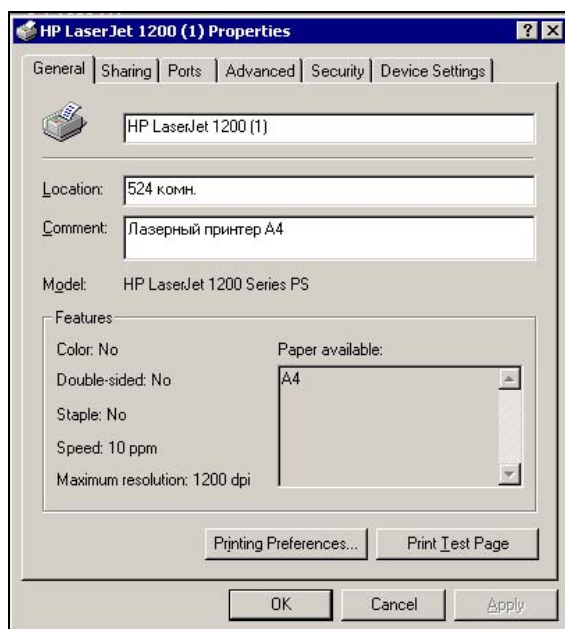 HP LaserJet 1200 (1) Properties
General Sharing Ports Advanced Security Device Settings
HP LaserJet 1200 (1)
Location: 524 комн.
Comment: Лазерный принтер А4
Model: HP LaserJet 1200 Series PS
Features
Color: No Paper available:
Double-sided: No A4
Staple: No
Speed: 10 ppm
Maximum resolution: 1200 dpi
Printing Preferences... Print Test Page
OK Cancel Apply